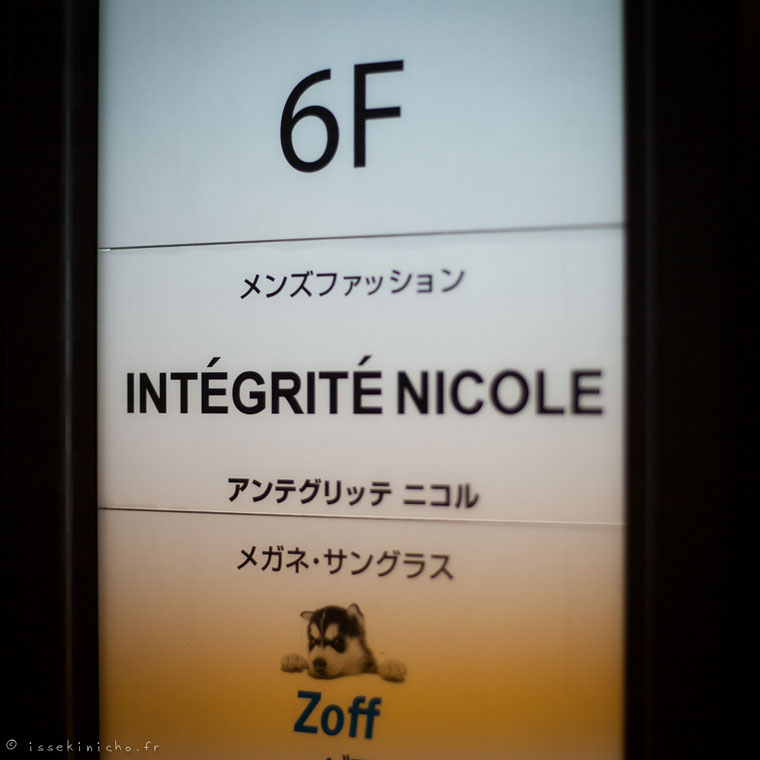 6F
メンズファッション
INTÉGRITÉ NICOLE
アンテグリッテ ニコル
メガネ・サングラス
Zoff
© issekinicho.fr